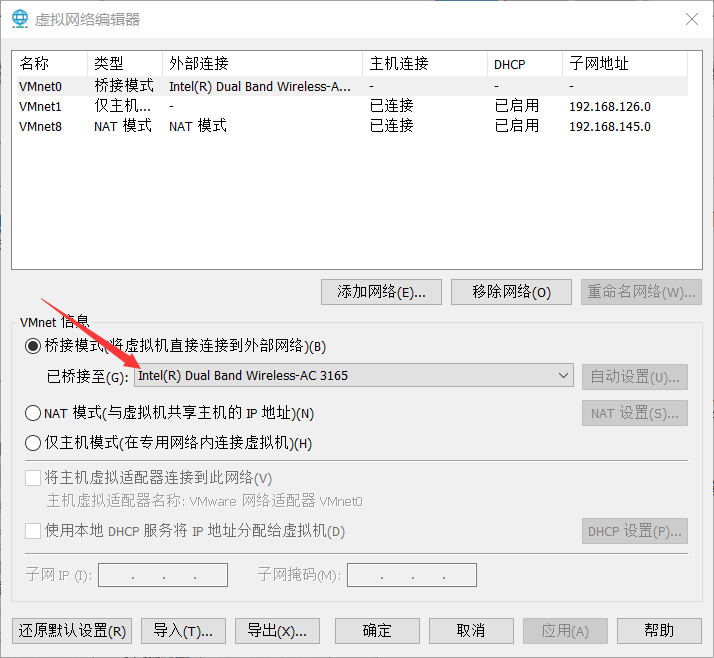 虚拟网络编辑器
名称 类型 外部连接 主机连接 DHCP 子网地址
VMnet0 桥接模式 Intel(R) Dual Band Wireless-A... - - -
VMnet1 仅主机... - 已连接 已启用 192.168.126.0
VMnet8 NAT 模式 NAT 模式 已连接 已启用 192.168.145.0
添加网络(E)... 移除网络(O) 重命名网络(W)...
VMnet 信息
桥接模式(将虚拟机直接连接到外部网络)(B)
已桥接至(G): Intel(R) Dual Band Wireless-AC 3165 自动设置(U)...
NAT 模式(与虚拟机共享主机的 IP 地址)(N) NAT 设置(S)...
仅主机模式(在专用网络内连接虚拟机)(H)
将主机虚拟适配器连接到此网络(V)
主机虚拟适配器名称: VMware 网络适配器 VMnet0
使用本地 DHCP 服务将 IP 地址分配给虚拟机(D) DHCP 设置(P)...
子网 IP (I): . . . 子网掩码(M): . . .
还原默认设置(R) 导入(T)... 导出(X)... 确定 取消 应用(A) 帮助